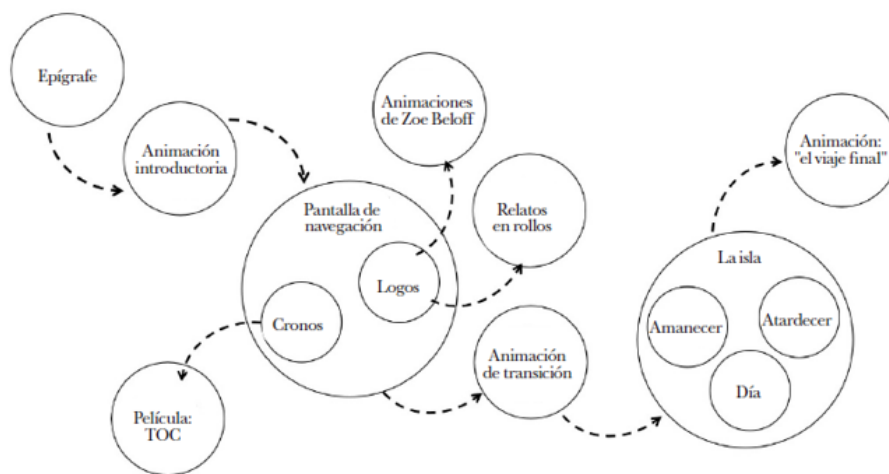 Epígrafe
Animación
introductoria
Animaciones
de Zoe Beloff
Animación:
"el viaje final"
Pantalla de
navegación
Relatos
en rollos
Logos
Cronos
La isla
Amanecer
Atardecer
Día
Animación
de transición
Película:
TOC